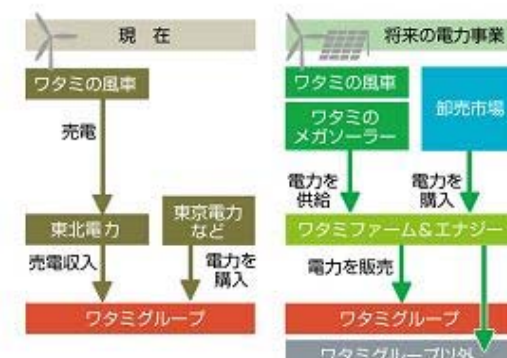 現 在
ワタミの風車
売電
東北電力
東京電力
など
売電収入
電力を
購入
ワタミグループ
将来の電力事業
ワタミの風車
ワタミの
メガソーラー
卸売市場
電力を
供給
電力を
購入
ワタミファーム&エナジー
電力を販売
ワタミグループ
ワタミグループ以外